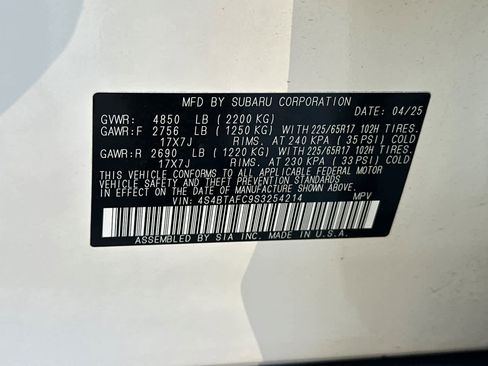 MFD BY SUBARU CORPORATION
DATE: 04/25
GVWR: 4850 LB (2200 KG)
GAWR:F 2756 LB (1250 KG) WITH 225/65R17 102H TIRES.
17X7J RIMS. AT 240 KPA (35 PSI) COLD
GAWR:R 2690 LB (1220 KG) WITH 225/65R17 102H TIRES.
17X7J RIMS. AT 230 KPA (33 PSI) COLD
THIS VEHICLE CONFORMS TO ALL APPLICABLE FEDERAL MOTOR
VEHICLE SAFETY AND THEFT PREVENTION STANDARDS
IN EFFECT ON THE DATE OF MANUFACTURE SHOWN ABOVE.
VIN: 4S4BTAFC9S3254214 MPV
ASSEMBLED BY SIA INC. MADE IN U.S.A.